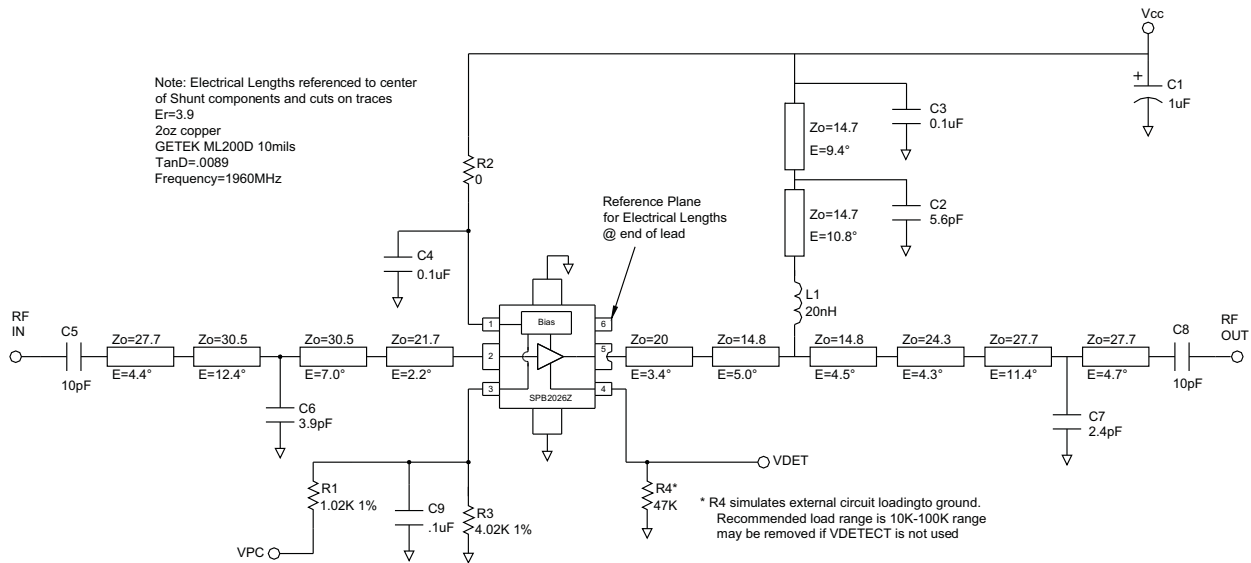 Vcc
Note: Electrical Lengths referenced to center
of Shunt components and cuts on traces
Er=3.9
2oz copper
GETEK ML200D 10mils
TanD=.0089
Frequency=1960MHz
+
C1
1uF
C3
0.1uF
Zo=14.7
E=9.4°
R2
0
Reference Plane
for Electrical Lengths
@ end of lead
Zo=14.7
E=10.8°
C2
5.6pF
C4
0.1uF
L1
20nH
RF
IN
C5
10pF
Zo=27.7
E=4.4°
Zo=30.5
E=12.4°
Zo=30.5
E=7.0°
Zo=21.7
E=2.2°
C6
3.9pF
1
2
3
Bias
SPB2026Z
6
5
4
Zo=20
E=3.4°
Zo=14.8
E=5.0°
Zo=14.8
E=4.5°
Zo=24.3
E=4.3°
Zo=27.7
E=11.4°
Zo=27.7
E=4.7°
C8
10pF
RF
OUT
C7
2.4pF
VDET
R4*
47K
* R4 simulates external circuit loadingto ground.
Recommended load range is 10K-100K range
may be removed if VDETECT is not used
R1
1.02K 1%
C9
.1uF
R3
4.02K 1%
VPC